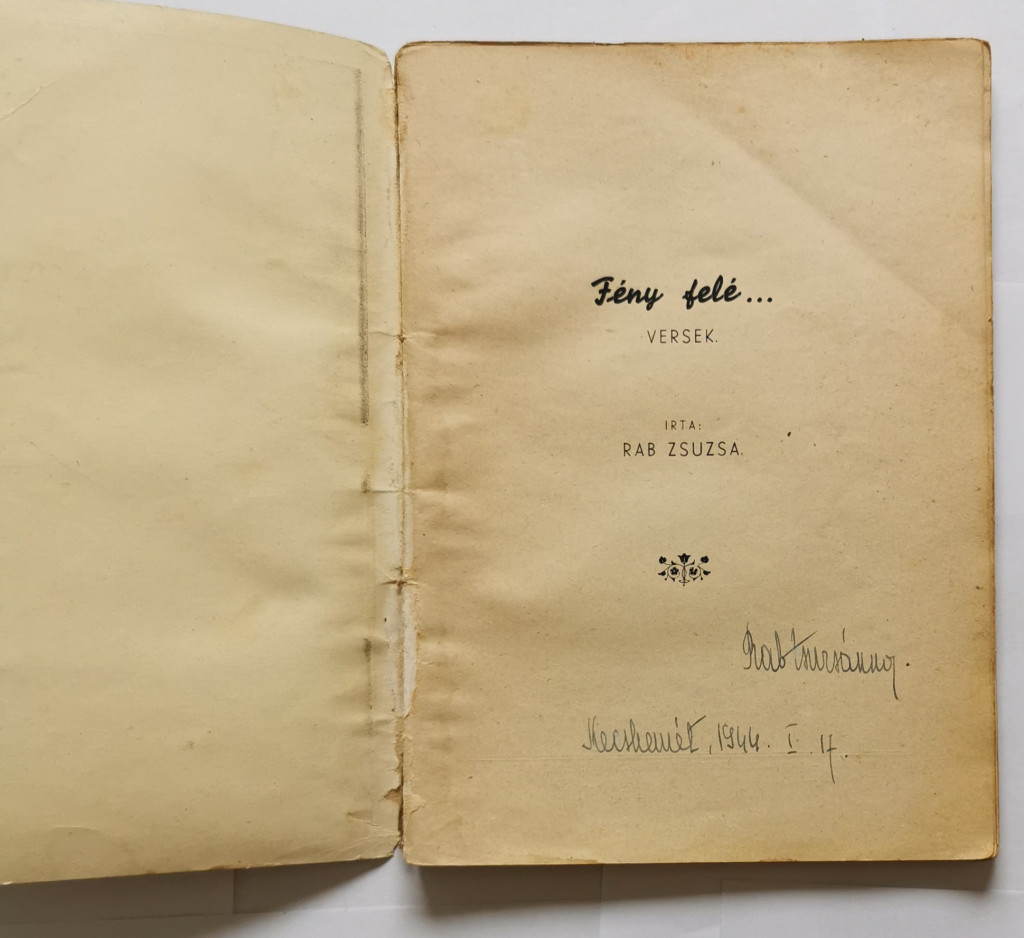 Fény felé...
VERSEK.
IRTA:
RAB ZSUZSA.
Rab Zsuzsánna.
Kecskemét, 1944. I. 17.